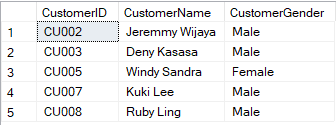 CustomerID CustomerName CustomerGender
1 CU002 Jeremmy Wijaya Male
2 CU003 Deny Kasasa Male
3 CU005 Windy Sandra Female
4 CU007 Kuki Lee Male
5 CU008 Ruby Ling Male